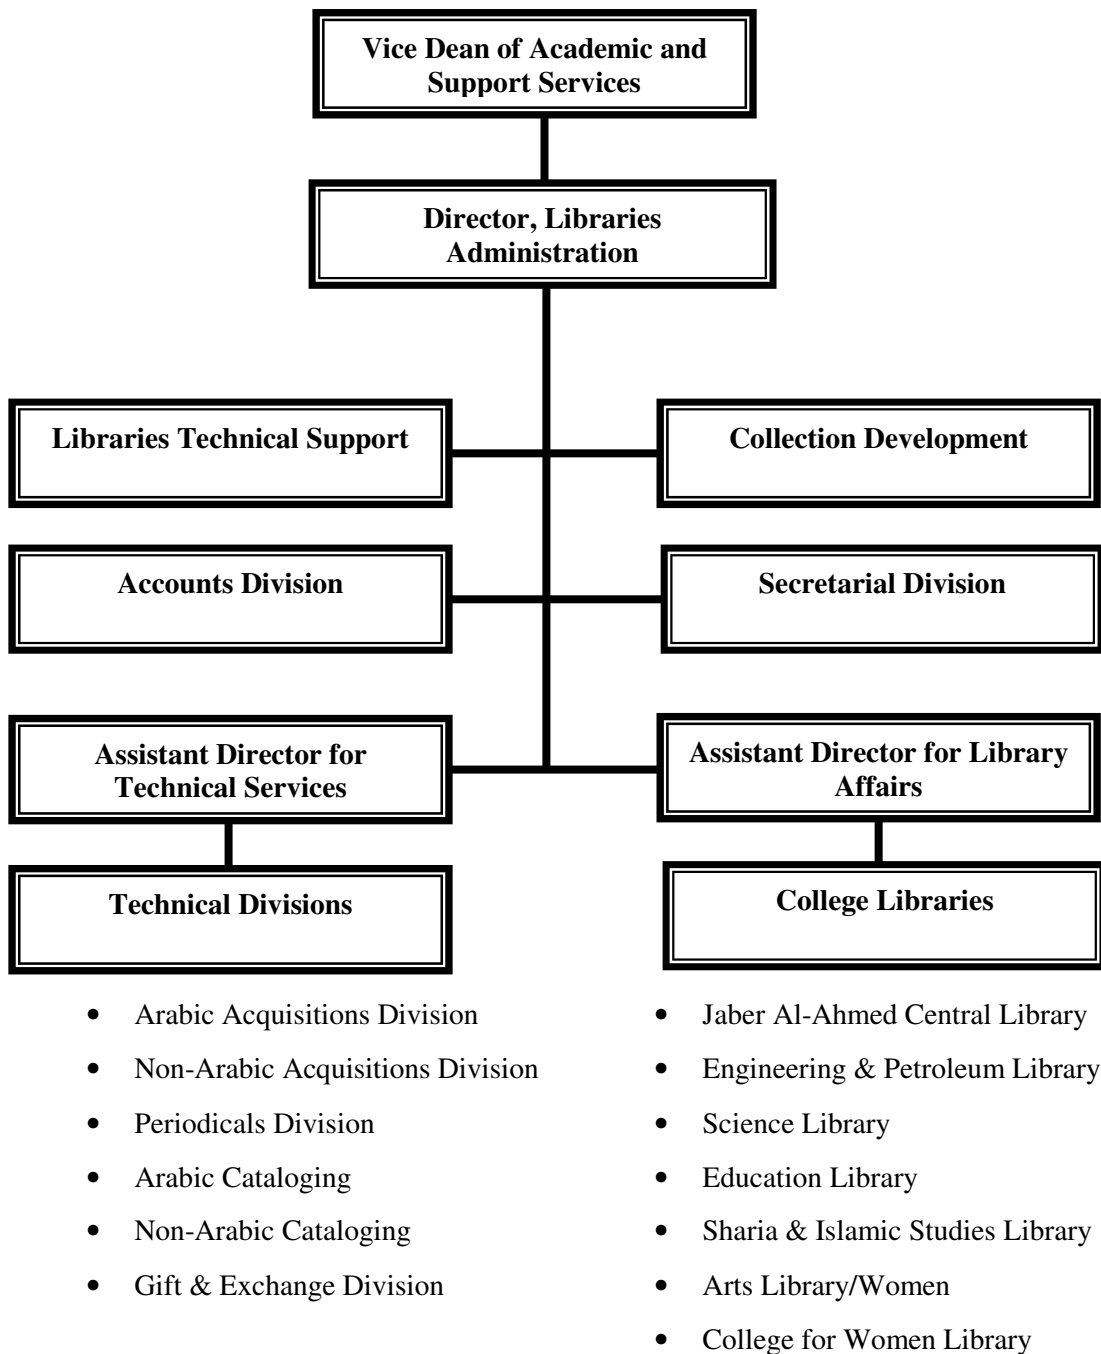 Vice Dean of Academic and
Support Services
Director, Libraries
Administration
Libraries Technical Support
Collection Development
Accounts Division
Secretarial Division
Assistant Director for
Technical Services
Assistant Director for Library
Affairs
Technical Divisions
College Libraries
• Arabic Acquisitions Division
• Non-Arabic Acquisitions Division
• Periodicals Division
• Arabic Cataloging
• Non-Arabic Cataloging
• Gift & Exchange Division
• Jaber Al-Ahmed Central Library
• Engineering & Petroleum Library
• Science Library
• Education Library
• Sharia & Islamic Studies Library
• Arts Library/Women
• College for Women Library